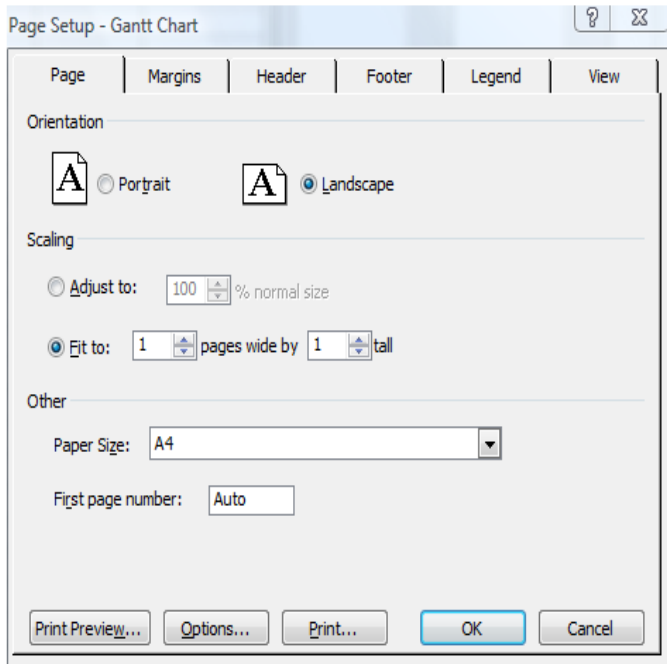 Page Setup - Gantt Chart
Page Margins Header Footer Legend View
Orientation
A Portrait A Landscape
Scaling
Adjust to: 100 % normal size
Fit to: 1 pages wide by 1 tall
Other
Paper Size: A4
First page number: Auto
Print Preview... Options... Print... OK Cancel